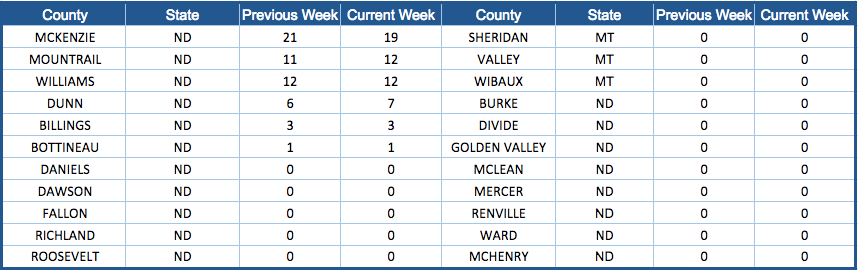 County State Previous Week Current Week County State Previous Week Current Week
MCKENZIE ND 21 19 SHERIDAN MT 0 0
MOUNTRAIL ND 11 12 VALLEY MT 0 0
WILLIAMS ND 12 12 WIBAUX MT 0 0
DUNN ND 6 7 BURKE ND 0 0
BILLINGS ND 3 3 DIVIDE ND 0 0
BOTTINEAU ND 1 1 GOLDEN VALLEY ND 0 0
DANIELS ND 0 0 MCLEAN ND 0 0
DAWSON ND 0 0 MERCER ND 0 0
FALLON ND 0 0 RENVILLE ND 0 0
RICHLAND ND 0 0 WARD ND 0 0
ROOSEVELT ND 0 0 MCHENRY ND 0 0